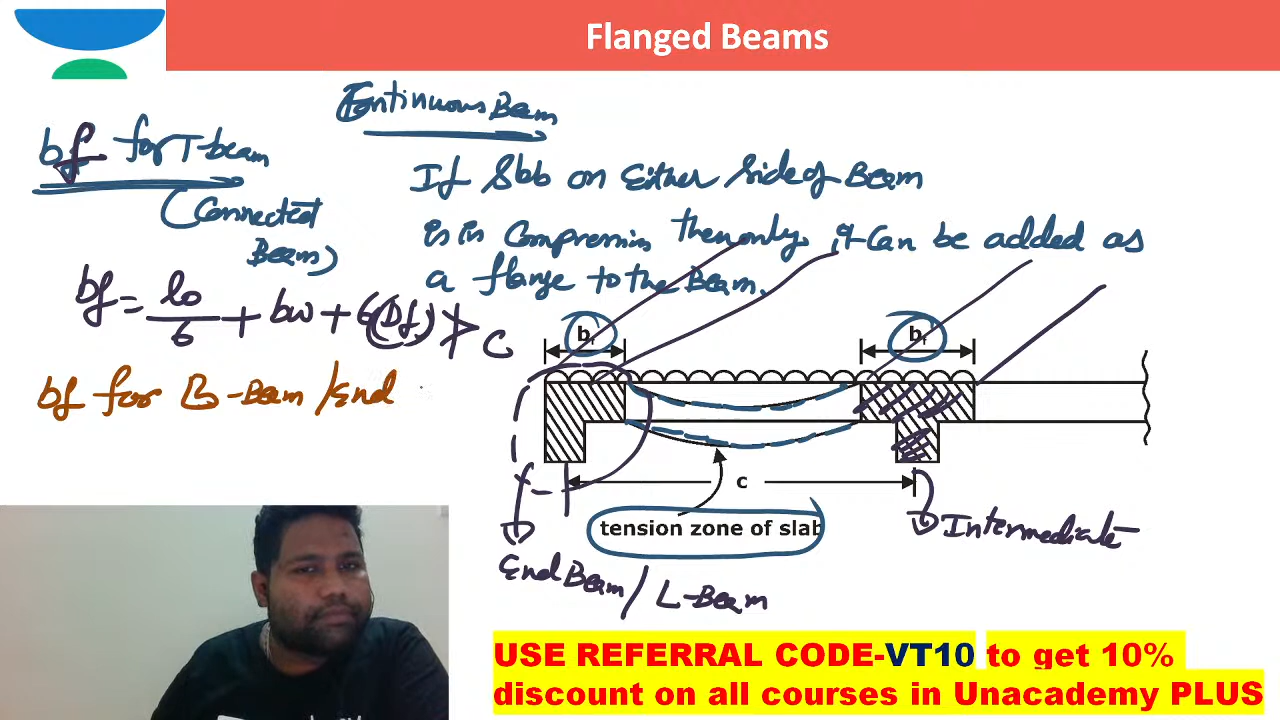 Flanged Beams
Continuous Beam
bf for T-beam
(Connected
Beams)
If Slab on Either Side of Beam
is in Compression then only, it can be added as
a flange to the Beam.
bf = lo/6 + bw + 6(Df) ≯ C
bf for L-Beam/End
bf
bf
c
tension zone of slab
End Beam / L-Beam
Intermediate
USE REFERRAL CODE-VT10 to get 10%
discount on all courses in Unacademy PLUS